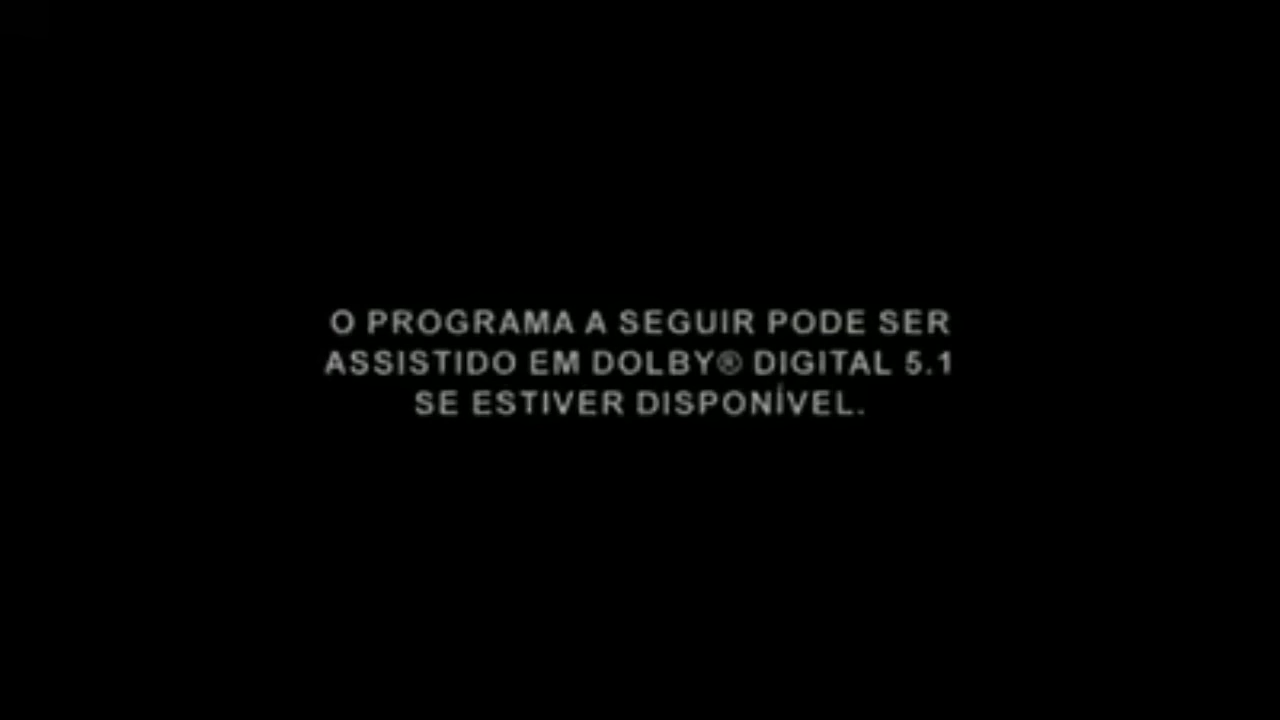 O PROGRAMA A SEGUIR PODE SER
ASSISTIDO EM DOLBY® DIGITAL 5.1
SE ESTIVER DISPONÍVEL.